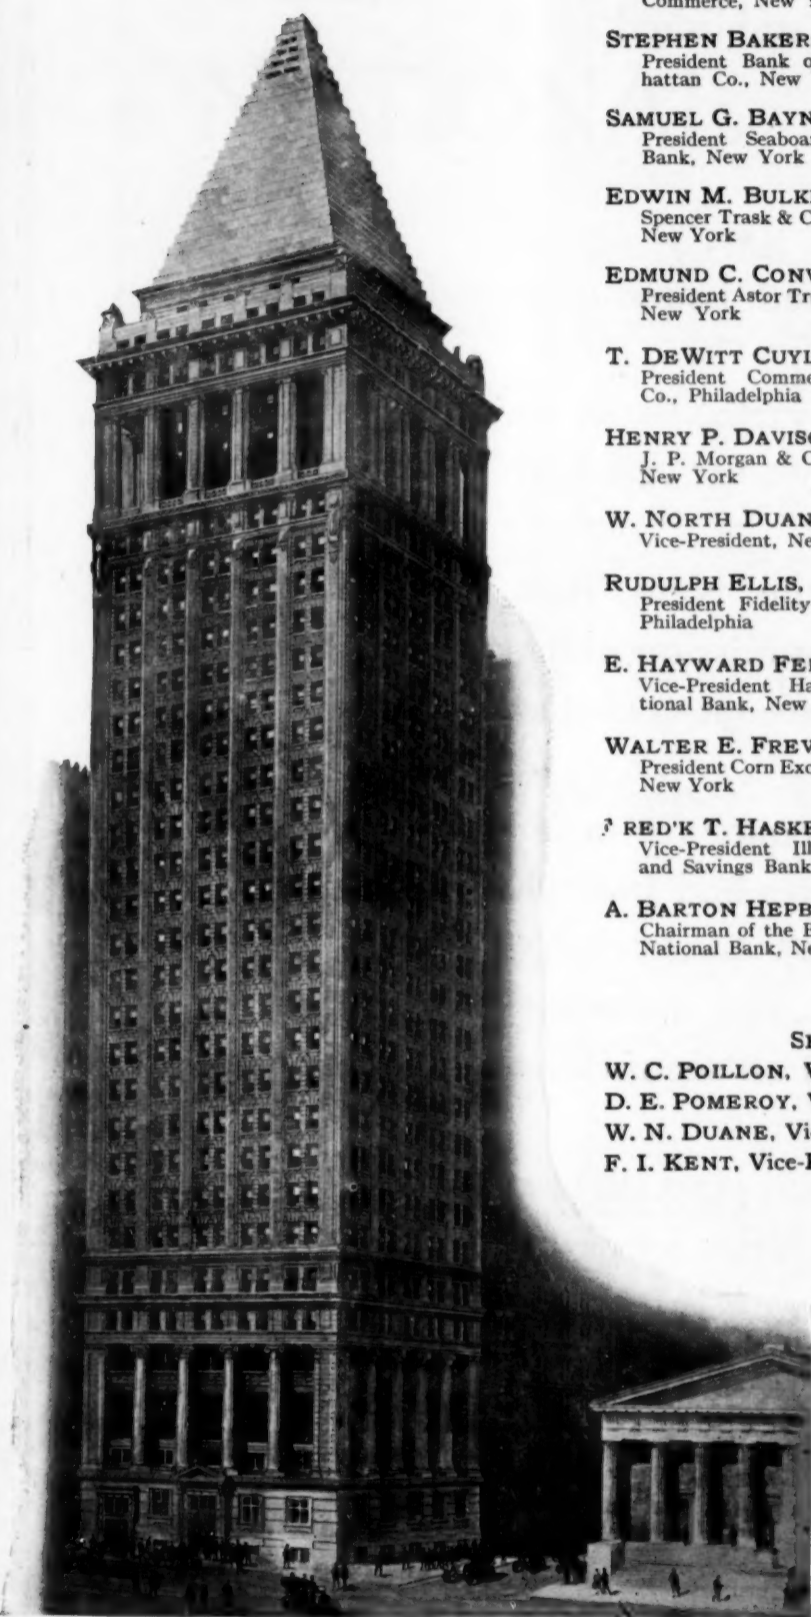 Commerce, New
STEPHEN BAKER
President Bank o
hattan Co., New
SAMUEL G. BAYN
President Seaboa
Bank, New York
EDWIN M. BULK
Spencer Trask & C
New York
EDMUND C. CONV
President Astor Tr
New York
T. DEWITT CUYL
President Comme
Co., Philadelphia
HENRY P. DAVISO
J. P. Morgan & C
New York
W. NORTH DUAN
Vice-President, Ne
RUDULPH ELLIS,
President Fidelity
Philadelphia
E. HAYWARD FE
Vice-President Ha
tional Bank, New
WALTER E. FREW
President Corn Exc
New York
RED'K T. HASKE
Vice-President Ill
and Savings Bank
A. BARTON HEPB
Chairman of the B
National Bank, Ne
W. C. POILLON, V
D. E. POMEROY, V
W. N. DUANE, Vi
F. I. KENT, Vice-P